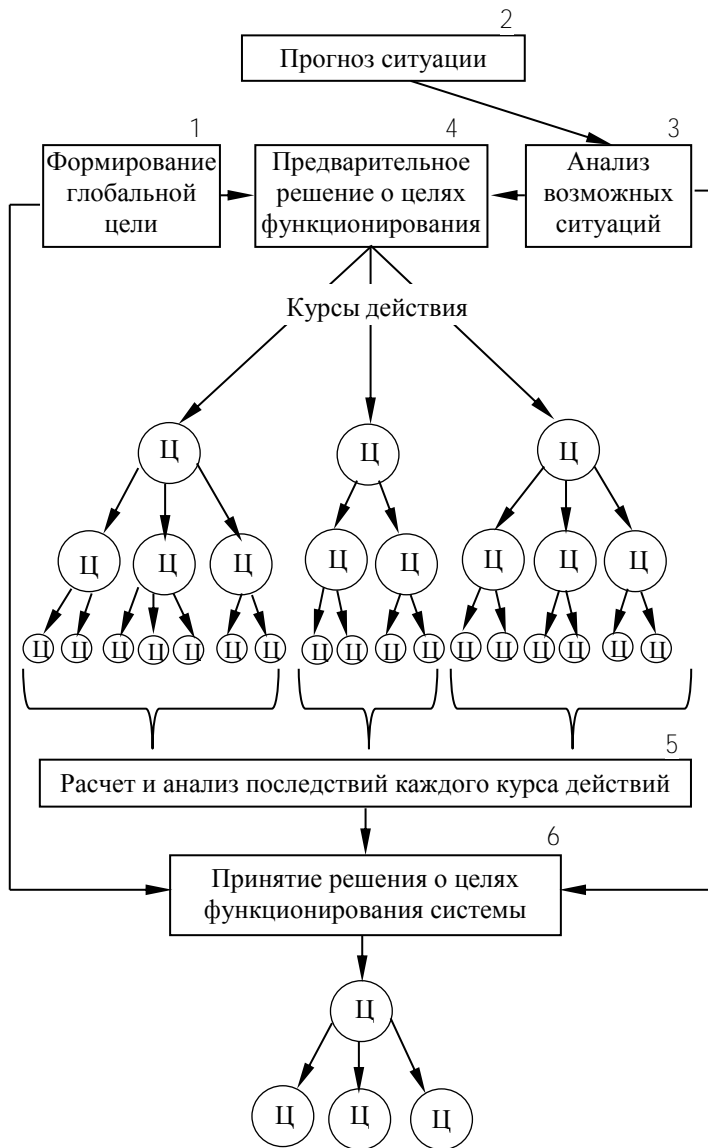 2
Прогноз ситуации
1 4 3
Формирование
глобальной
цели
Предварительное
решение о целях
функционирования
Анализ
возможных
ситуаций
Курсы действия
Ц Ц Ц
Ц Ц Ц Ц Ц Ц Ц Ц
Ц Ц Ц Ц Ц Ц Ц Ц Ц Ц Ц Ц Ц Ц Ц Ц Ц
5
Расчет и анализ последствий каждого курса действий
6
Принятие решения о целях
функционирования системы
Ц
Ц Ц Ц